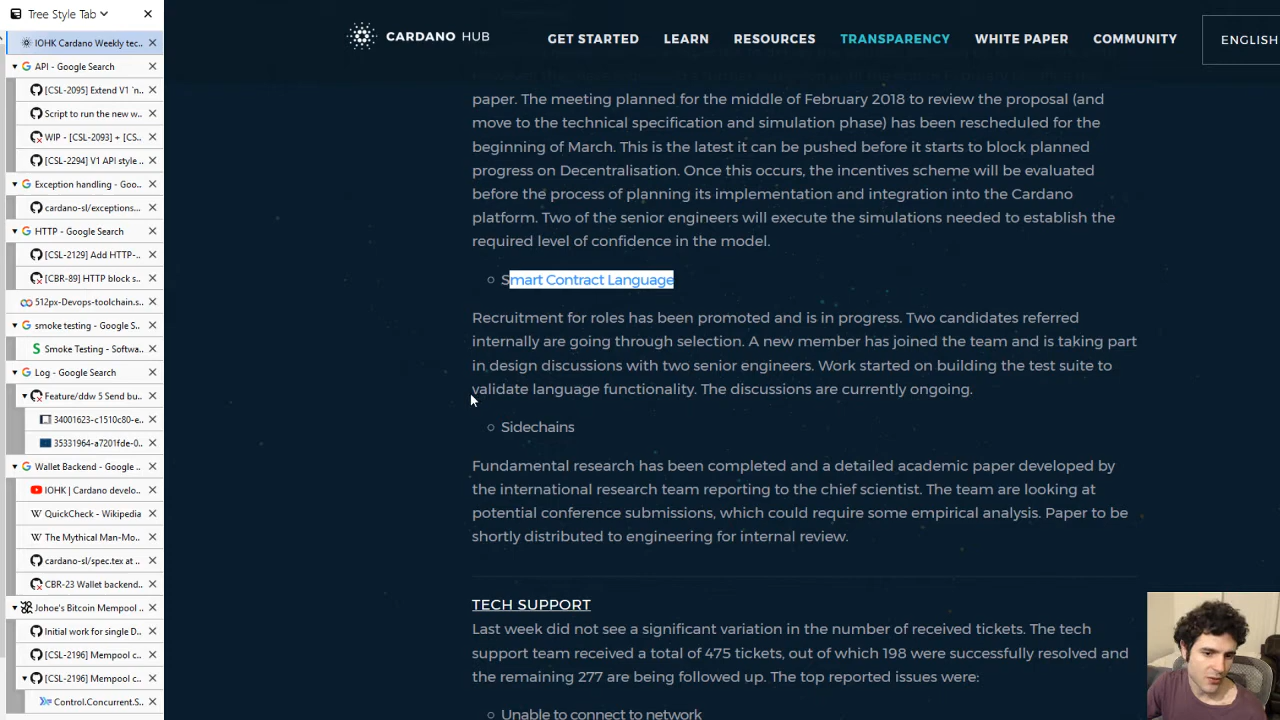 Tree Style Tab
IOHK Cardano Weekly tec...
API - Google Search
[CSL-2095] Extend V1 'n...
Script to run the new w...
WIP - [CSL-2093] + [CS...
[CSL-2294] V1 API style ..
Exception handling - Goo...
cardano-sl/exceptions...
HTTP - Google Search
[CSL-2129] Add HTTP-...
[CBR-89] HTTP block s...
512px-Devops-toolchain.s...
smoke testing - Google S...
Smoke Testing - Softwa...
Log - Google Search
Feature/ddw 5 Send bu...
34001623-c1510c80-e...
35331964-a7201fde-0...
Wallet Backend - Google ...
IOHK | Cardano develo...
QuickCheck - Wikipedia
The Mythical Man-Mo...
cardano-sl/spec.tex at ..
CBR-23 Wallet backend...
Johoe's Bitcoin Mempool ..
Initial work for single D...
[CSL-2196] Mempool c...
[CSL-2196] Mempool c...
Control.Concurrent.S...
CARDANO HUB
GET STARTED LEARN RESOURCES TRANSPARENCY WHITE PAPER COMMUNITY ENGLISH
paper. The meeting planned for the middle of February 2018 to review the proposal (and
move to the technical specification and simulation phase) has been rescheduled for the
beginning of March. This is the latest it can be pushed before it starts to block planned
progress on Decentralisation. Once this occurs, the incentives scheme will be evaluated
before the process of planning its implementation and integration into the Cardano
platform. Two of the senior engineers will execute the simulations needed to establish the
required level of confidence in the model.
Smart Contract Language
Recruitment for roles has been promoted and is in progress. Two candidates referred
internally are going through selection. A new member has joined the team and is taking part
in design discussions with two senior engineers. Work started on building the test suite to
validate language functionality. The discussions are currently ongoing.
Sidechains
Fundamental research has been completed and a detailed academic paper developed by
the international research team reporting to the chief scientist. The team are looking at
potential conference submissions, which could require some empirical analysis. Paper to be
shortly distributed to engineering for internal review.
TECH SUPPORT
Last week did not see a significant variation in the number of received tickets. The tech
support team received a total of 475 tickets, out of which 198 were successfully resolved and
the remaining 277 are being followed up. The top reported issues were:
Unable to connect to network